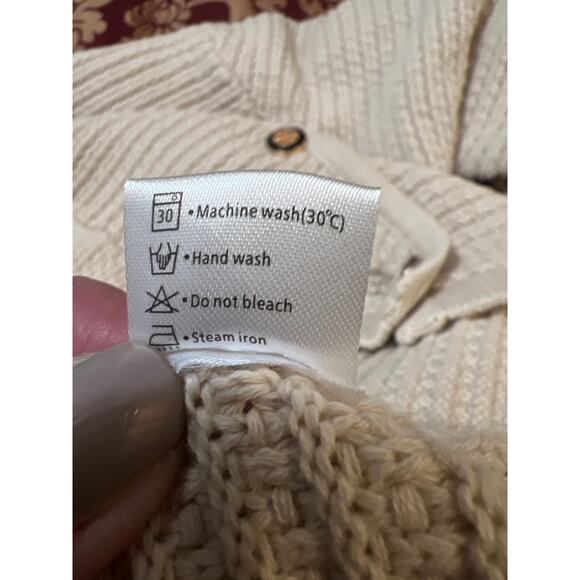 30 •Machine wash(30℃)
•Hand wash
•Do not bleach
•Steam iron